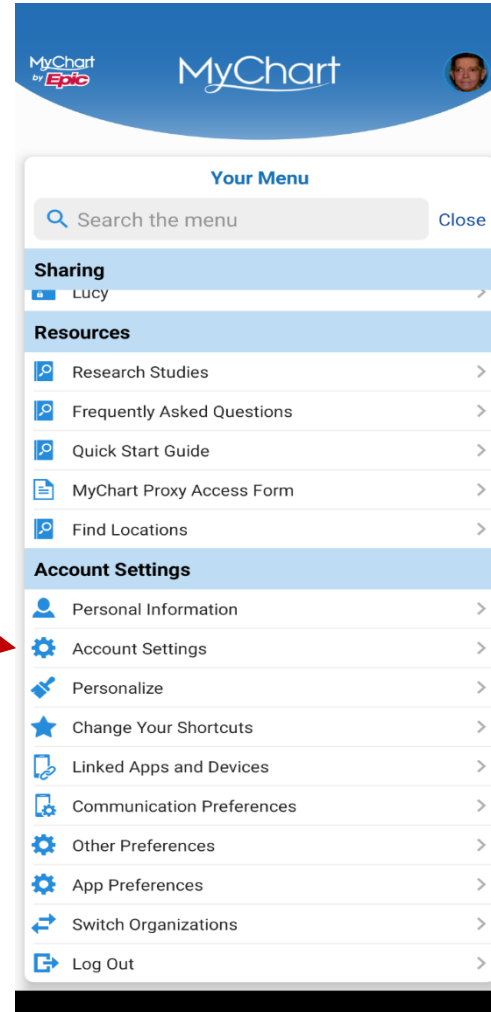 MyChart
by Epic
MyChart
Your Menu
Search the menu
Close
Sharing
Lucy
Resources
Research Studies
Frequently Asked Questions
Quick Start Guide
MyChart Proxy Access Form
Find Locations
Account Settings
Personal Information
Account Settings
Personalize
Change Your Shortcuts
Linked Apps and Devices
Communication Preferences
Other Preferences
App Preferences
Switch Organizations
Log Out